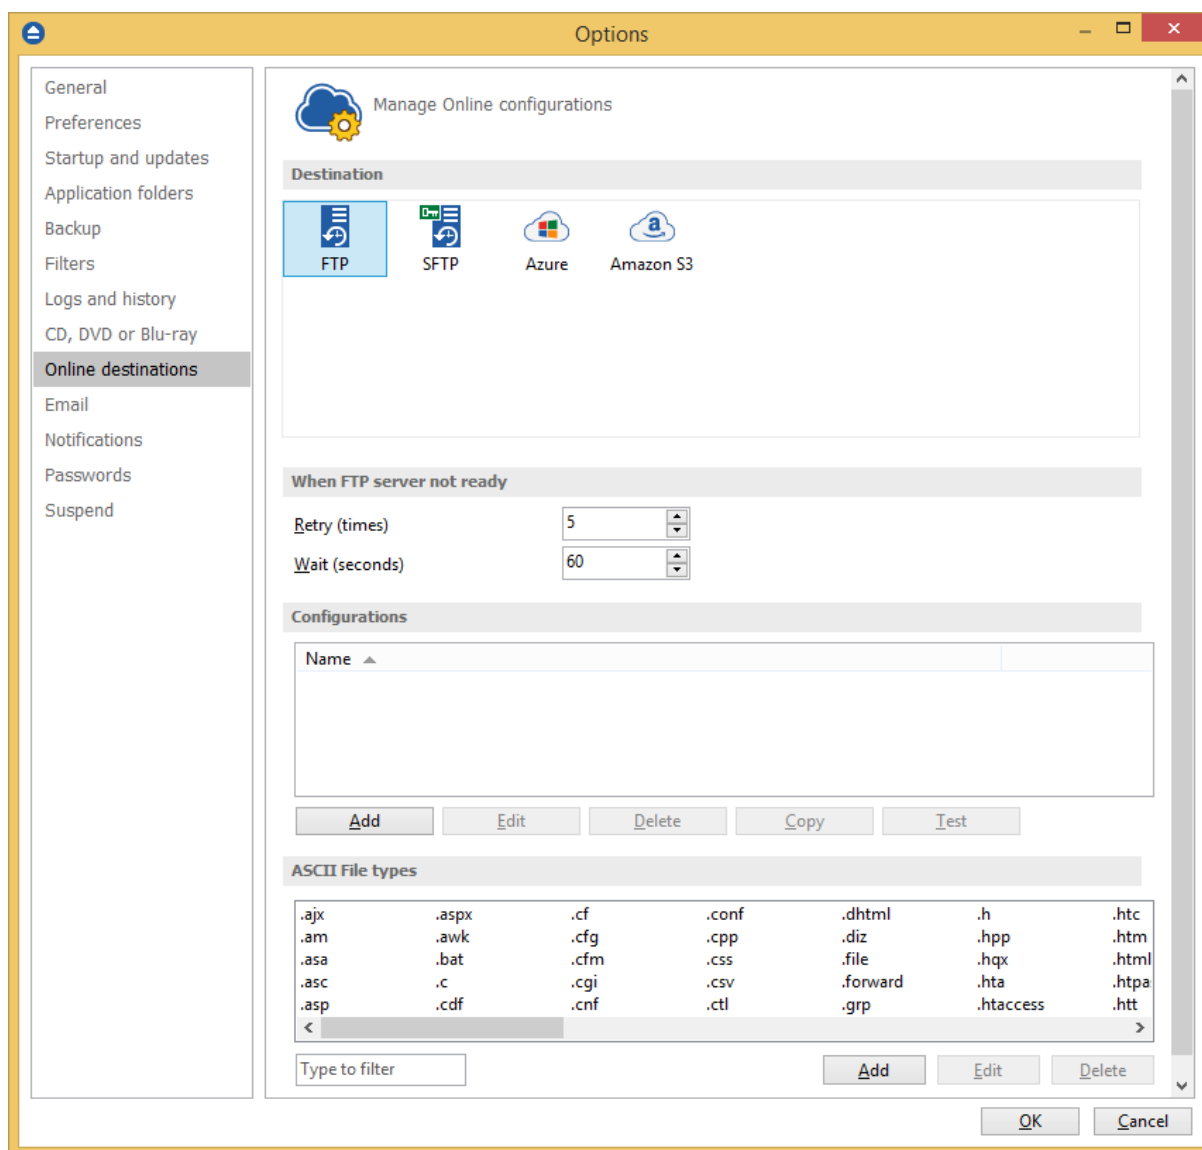 Options
General
Preferences
Startup and updates
Application folders
Backup
Filters
Logs and history
CD, DVD or Blu-ray
Online destinations
Email
Notifications
Passwords
Suspend
Manage Online configurations
Destination
FTP SFTP Azure Amazon S3
When FTP server not ready
Retry (times) 5
Wait (seconds) 60
Configurations
Name
Add Edit Delete Copy Test
ASCII File types
.ajx .aspx .cf .conf .dhtml .h .htc
.am .awk .cfg .cpp .diz .hpp .htm
.asa .bat .cfm .css .file .hqx .html
.asc .c .cgi .csv .forward .hta .htpa
.asp .cdf .cnf .ctl .grp .htaccess .htt
Type to filter Add Edit Delete
OK Cancel